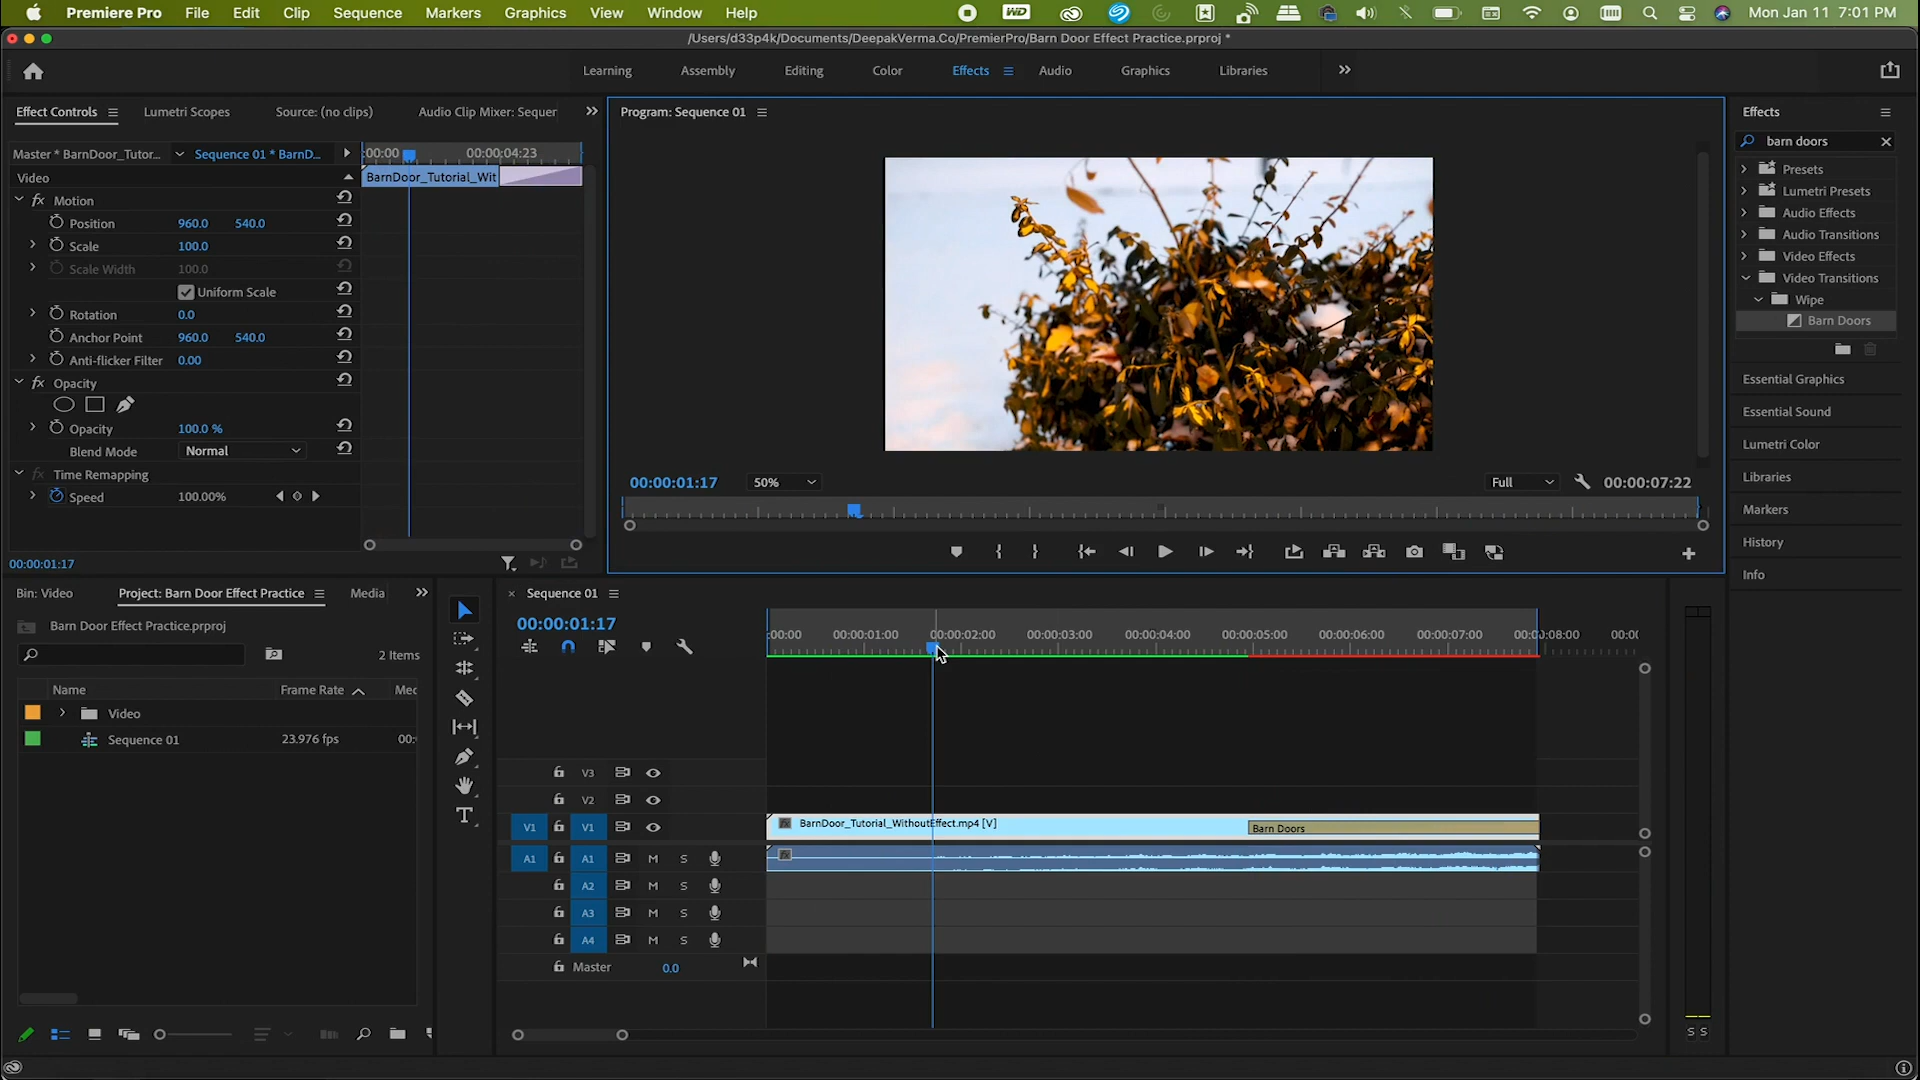 Premiere Pro File Edit Clip Sequence Markers Graphics View Window Help Mon Jan 11 7:01 PM
/Users/d33p4k/Documents/DeepakVerma.Co/PremierPro/Barn Door Effect Practice.prproj *
Learning Assembly Editing Color Effects Audio Graphics Libraries
Effect Controls Lumetri Scopes Source: (no clips) Audio Clip Mixer: Sequer
Master * BarnDoor_Tutor... Sequence 01 * BarnD...
:00:00 00:00:04:23
Video
BarnDoor_Tutorial_Wit
Motion
Position 960.0 540.0
Scale 100.0
Scale Width 100.0
Uniform Scale
Rotation 0.0
Anchor Point 960.0 540.0
Anti-flicker Filter 0.00
Opacity
Opacity 100.0 %
Blend Mode Normal
Time Remapping
Speed 100.00%
00:00:01:17
Program: Sequence 01
00:00:01:17 50% Full 00:00:07:22
Effects
barn doors
Presets
Lumetri Presets
Audio Effects
Audio Transitions
Video Effects
Video Transitions
Wipe
Barn Doors
Essential Graphics
Essential Sound
Lumetri Color
Libraries
Markers
History
Info
Bin: Video Project: Barn Door Effect Practice Media
Barn Door Effect Practice.prproj
2 Items
Name Frame Rate Mec
Video
Sequence 01 23.976 fps 00:
Sequence 01
00:00:01:17
:00:00 00:00:01:00 00:00:02:00 00:00:03:00 00:00:04:00 00:00:05:00 00:00:06:00 00:00:07:00 00:00:08:00 00:0
V3
V2
V1 V1 BarnDoor_Tutorial_WithoutEffect.mp4 [V] Barn Doors
A1 A1 M S
A2 M S
A3 M S
A4 M S
Master 0.0
S S